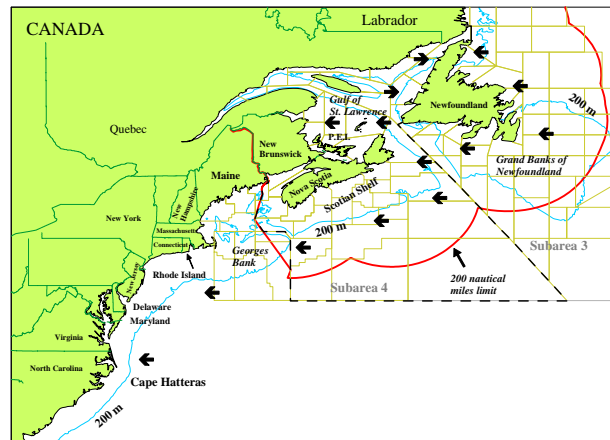 CANADA
Labrador
Quebec
Gulf of
St. Lawrence
Newfoundland
200 m
P.E.I.
New
Brunswick
Grand Banks of
Newfoundland
Maine
Nova Scotia
Scotian Shelf
New
Hampshire
New York
Massachusetts
Connecticut
200 m
Georges
Bank
Subarea 3
Rhode Island
New Jersey
200 nautical
miles limit
Subarea 4
Delaware
Maryland
Virginia
North Carolina
Cape Hatteras
200 m